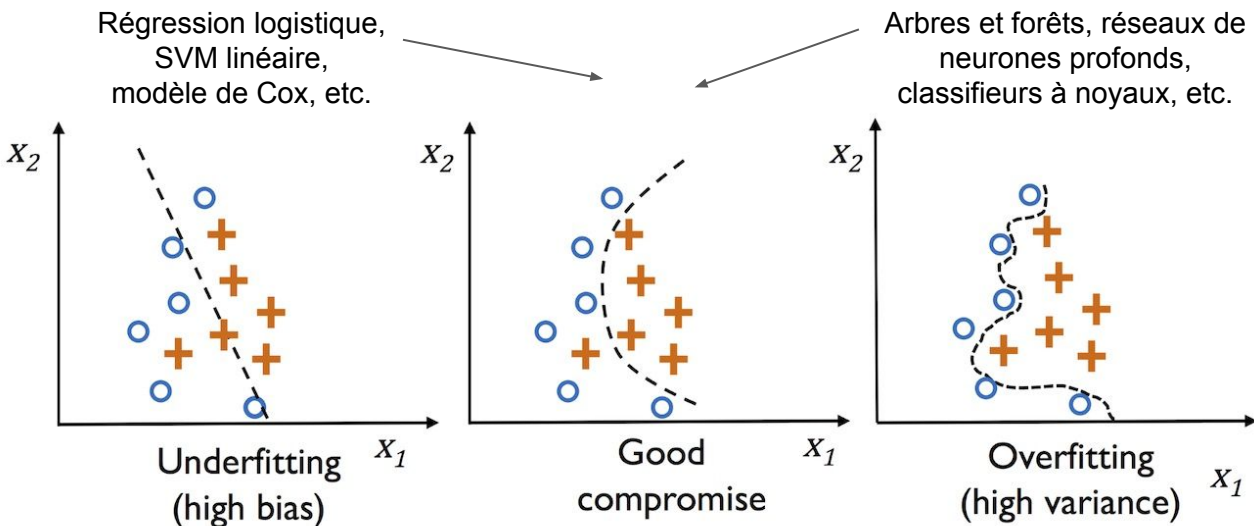 Régression logistique,
SVM linéaire,
modèle de Cox, etc.
Arbres et forêts, réseaux de
neurones profonds,
classifieurs à noyaux, etc.
X2
X1
Underfitting
(high bias)
X2
X1
Good
compromise
X2
X1
Overfitting
(high variance)